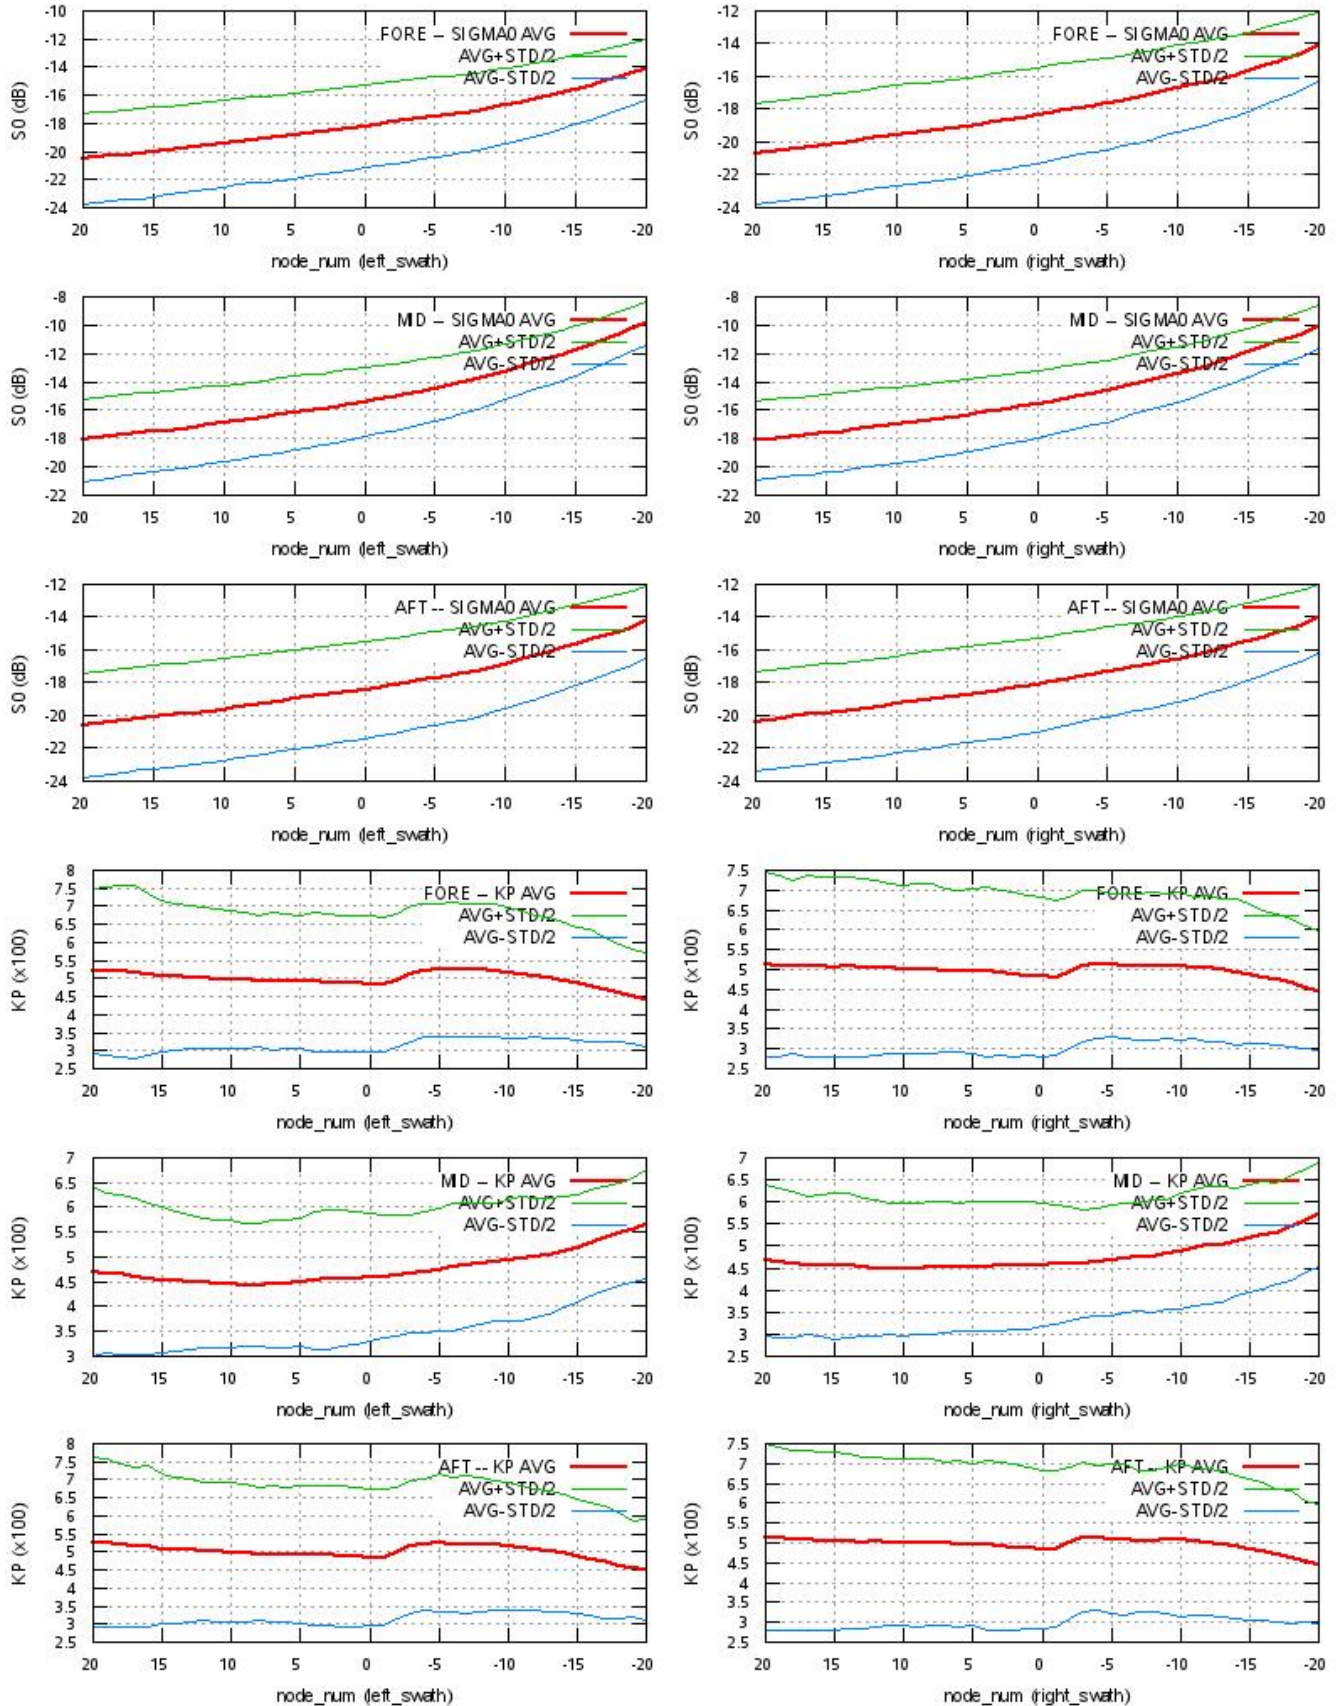 -10
-12
-14
-16
-18
-20
-22
-24
S0 (dB)
FORE -- SIGMA0 AVG
AVG+STD/2
AVG-STD/2
20 15 10 5 0 -5 -10 -15 -20
node_num (left_swath)
-12
-14
-16
-18
-20
-22
-24
S0 (dB)
FORE -- SIGMA0 AVG
AVG+STD/2
AVG-STD/2
20 15 10 5 0 -5 -10 -15 -20
node_num (right_swath)
-8
-10
-12
-14
-16
-18
-20
-22
S0 (dB)
MID -- SIGMA0 AVG
AVG+STD/2
AVG-STD/2
20 15 10 5 0 -5 -10 -15 -20
node_num (left_swath)
-8
-10
-12
-14
-16
-18
-20
-22
S0 (dB)
MID -- SIGMA0 AVG
AVG+STD/2
AVG-STD/2
20 15 10 5 0 -5 -10 -15 -20
node_num (right_swath)
-12
-14
-16
-18
-20
-22
-24
S0 (dB)
AFT -- SIGMA0 AVG
AVG+STD/2
AVG-STD/2
20 15 10 5 0 -5 -10 -15 -20
node_num (left_swath)
-12
-14
-16
-18
-20
-22
-24
S0 (dB)
AFT -- SIGMA0 AVG
AVG+STD/2
AVG-STD/2
20 15 10 5 0 -5 -10 -15 -20
node_num (right_swath)
8
7.5
7
6.5
6
5.5
5
4.5
4
3.5
3
2.5
KP (x100)
FORE -- KP AVG
AVG+STD/2
AVG-STD/2
20 15 10 5 0 -5 -10 -15 -20
node_num (left_swath)
7.5
7
6.5
6
5.5
5
4.5
4
3.5
3
2.5
KP (x100)
FORE -- KP AVG
AVG+STD/2
AVG-STD/2
20 15 10 5 0 -5 -10 -15 -20
node_num (right_swath)
7
6.5
6
5.5
5
4.5
4
3.5
3
KP (x100)
MID -- KP AVG
AVG+STD/2
AVG-STD/2
20 15 10 5 0 -5 -10 -15 -20
node_num (left_swath)
7
6.5
6
5.5
5
4.5
4
3.5
3
2.5
KP (x100)
MID -- KP AVG
AVG+STD/2
AVG-STD/2
20 15 10 5 0 -5 -10 -15 -20
node_num (right_swath)
8
7.5
7
6.5
6
5.5
5
4.5
4
3.5
3
2.5
KP (x100)
AFT -- KP AVG
AVG+STD/2
AVG-STD/2
20 15 10 5 0 -5 -10 -15 -20
node_num (left_swath)
7.5
7
6.5
6
5.5
5
4.5
4
3.5
3
2.5
KP (x100)
AFT -- KP AVG
AVG+STD/2
AVG-STD/2
20 15 10 5 0 -5 -10 -15 -20
node_num (right_swath)